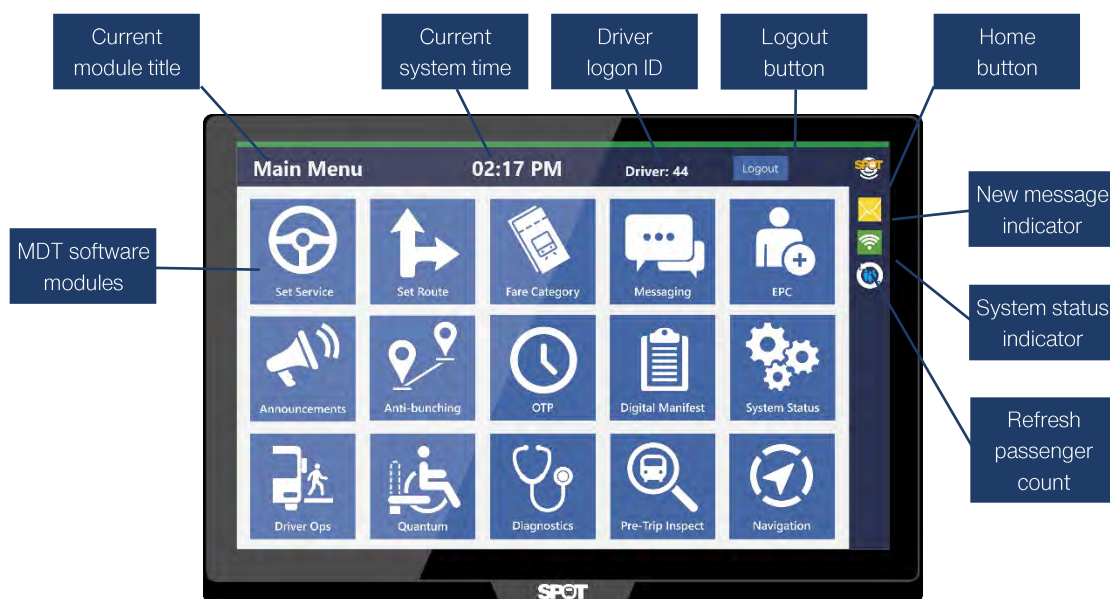 Current
module title
Current
system time
Driver
logon ID
Logout
button
Home
button
Main Menu
02:17 PM
Driver: 44
Logout
SPOT
New message
indicator
MDT software
modules
Set Service
Set Route
Fare Category
Messaging
EPC
System status
indicator
Announcements
Anti-bunching
OTP
Digital Manifest
System Status
Refresh
passenger
count
Driver Ops
Quantum
Diagnostics
Pre-Trip Inspect
Navigation
SPOT